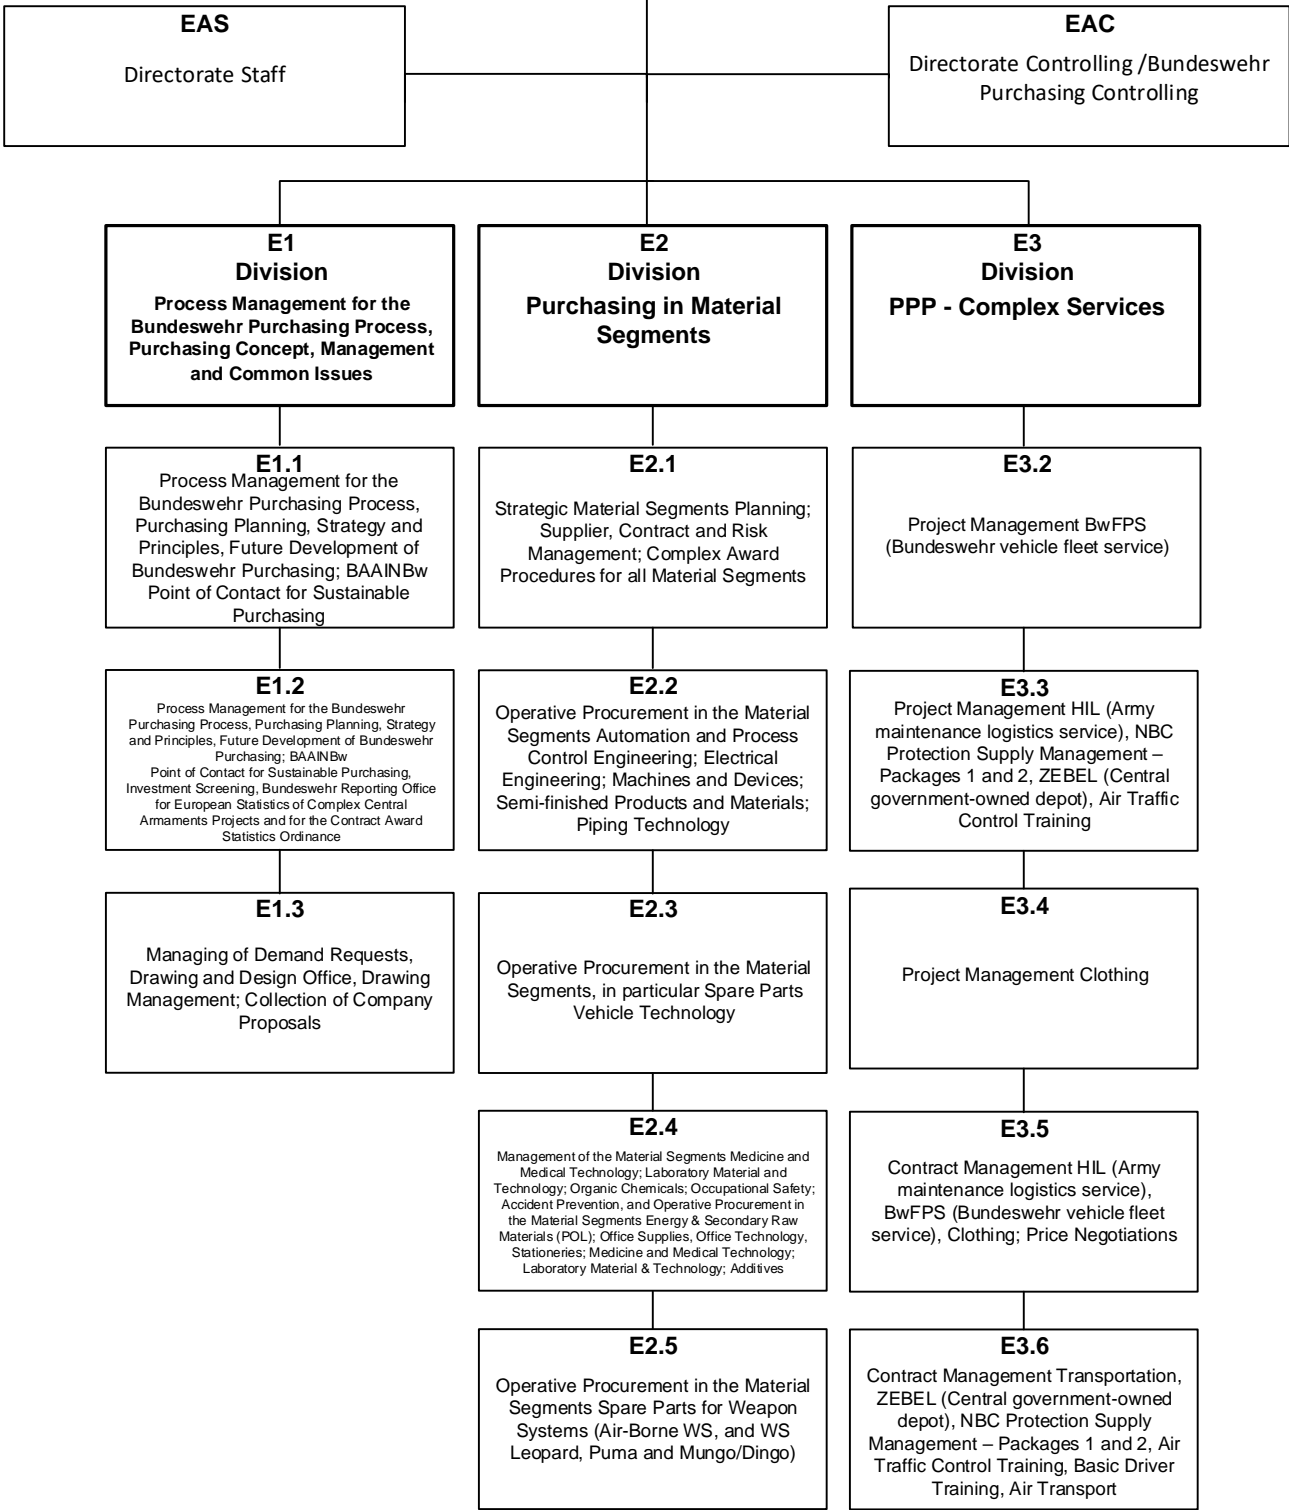 EAS
Directorate Staff
EAC
Directorate Controling /Bundeswehr
Purchasing Controlling
E1
Division
Process Management for the
Bundeswehr Purchasing Process,
Purchasing Concept, Management
and Common Issues
E2
Division
Purchasing in Material
Segments
E3
Division
PPP - Complex Services
E1.1
Process Management for the
Bundeswehr Purchasing Process,
Purchasing Planning, Strategy and
Principles, Future Development of
Bundeswehr Purchasing; BAAINBw
Point of Contact for Sustainable
Purchasing
E2.1
Strategic Material Segments Planning;
Supplier, Contract and Risk
Management; Complex Award
Procedures for all Material Segments
E3.2
Project Management BwFPS
(Bundeswehr vehicle fleet service)
E1.2
Process Management for the Bundeswehr
Purchasing Process, Purchasing Planning, Strategy
and Principles, Future Development of Bundeswehr
Purchasing; BAAINBw
Point of Contact for Sustainable Purchasing,
Investment Screening, Bundeswehr Reporting Office
for European Statistics of Complex Central
Armaments Projects and for the Contract Award
Statistics Ordinance
E2.2
Operative Procurement in the Material
Segments Automation and Process
Control Engineering; Electrical
Engineering; Machines and Devices;
Semi-finished Products and Materials;
Piping Technology
E3.3
Project Management HIL (Army
maintenance logistics service), NBC
Protection Supply Management –
Packages 1 and 2, ZEBEL (Central
government-owned depot), Air Traffic
Control Training
E1.3
Managing of Demand Requests,
Drawing and Design Office, Drawing
Management; Collection of Company
Proposals
E2.3
Operative Procurement in the Material
Segments, in particular Spare Parts
Vehicle Technology
E3.4
Project Management Clothing
E2.4
Management of the Material Segments Medicine and
Medical Technology; Laboratory Material and
Technology; Organic Chemicals; Occupational Safety;
Accident Prevention, and Operative Procurement in
the Material Segments Energy & Secondary Raw
Materials (POL); Office Supplies, Office Technology,
Stationeries; Medicine and Medical Technology;
Laboratory Material & Technology; Additives
E3.5
Contract Management HIL (Army
maintenance logistics service),
BwFPS (Bundeswehr vehicle fleet
service), Clothing; Price Negotiations
E2.5
Operative Procurement in the Material
Segments Spare Parts for Weapon
Systems (Air-Borne WS, and WS
Leopard, Puma and Mungo/Dingo)
E3.6
Contract Management Transportation,
ZEBEL (Central government-owned
depot), NBC Protection Supply
Management – Packages 1 and 2, Air
Traffic Control Training, Basic Driver
Training, Air Transport